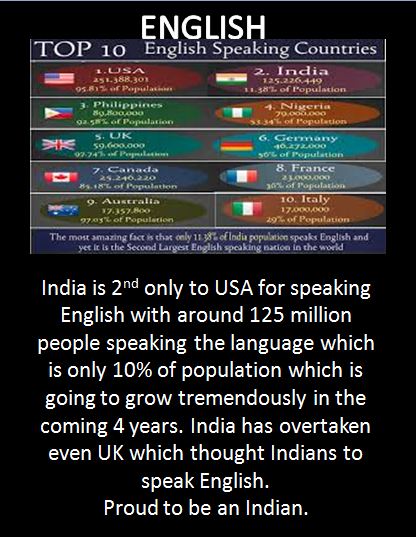 ENGLISH
TOP 10 English Speaking Countries
1. USA
251,388,301
95.81% of Population
2. India
125,226,449
11.38% of Population
3. Philippines
89,800,000
92.58% of Population
4. Nigeria
79,000,000
53.34% of Population
5. UK
59,600,000
97.74% of Population
6. Germany
46,272,000
56% of Population
7. Canada
25,246,220
85.18% of Population
8. France
23,000,000
36% of Population
9. Australia
17,357,800
97.03% of Population
10. Italy
17,000,000
29% of Population
The most amazing fact is that only 11.38% of India population speaks English and
yet it is the Second Largest English speaking nation in the world
India is 2nd only to USA for speaking
English with around 125 million
people speaking the language which
is only 10% of population which is
going to grow tremendously in the
coming 4 years. India has overtaken
even UK which thought Indians to
speak English.
Proud to be an Indian.